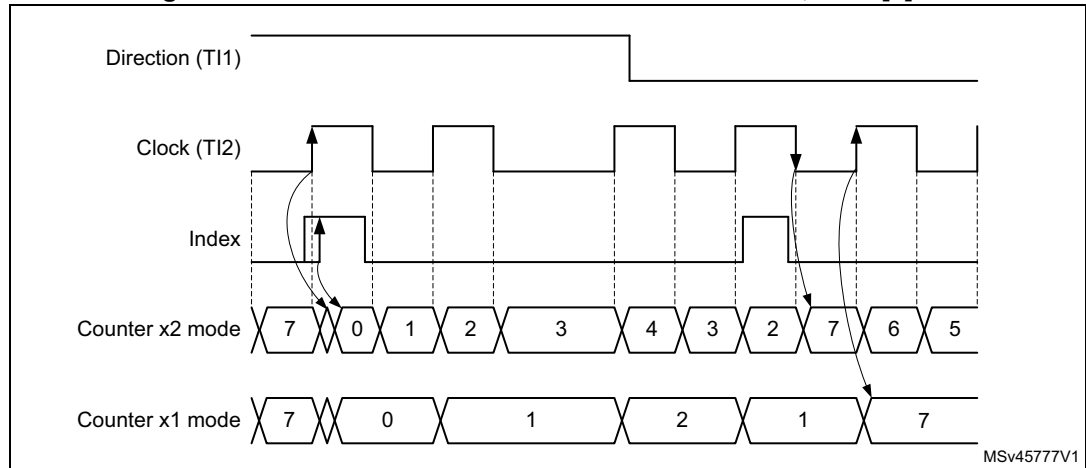 Direction (TI1)
Clock (TI2)
Index
Counter x2 mode 7 0 1 2 3 4 3 2 7 6 5
Counter x1 mode 7 0 1 2 1 7
MSv45777V1